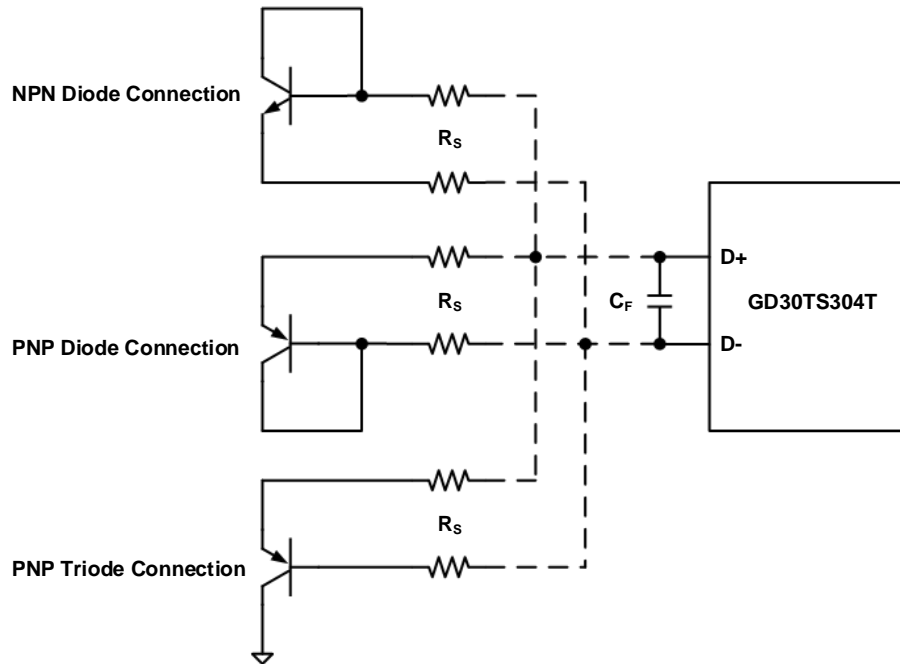 NPN Diode Connection
RS
D+
CF
GD30TS304T
RS
D-
PNP Diode Connection
RS
PNP Triode Connection